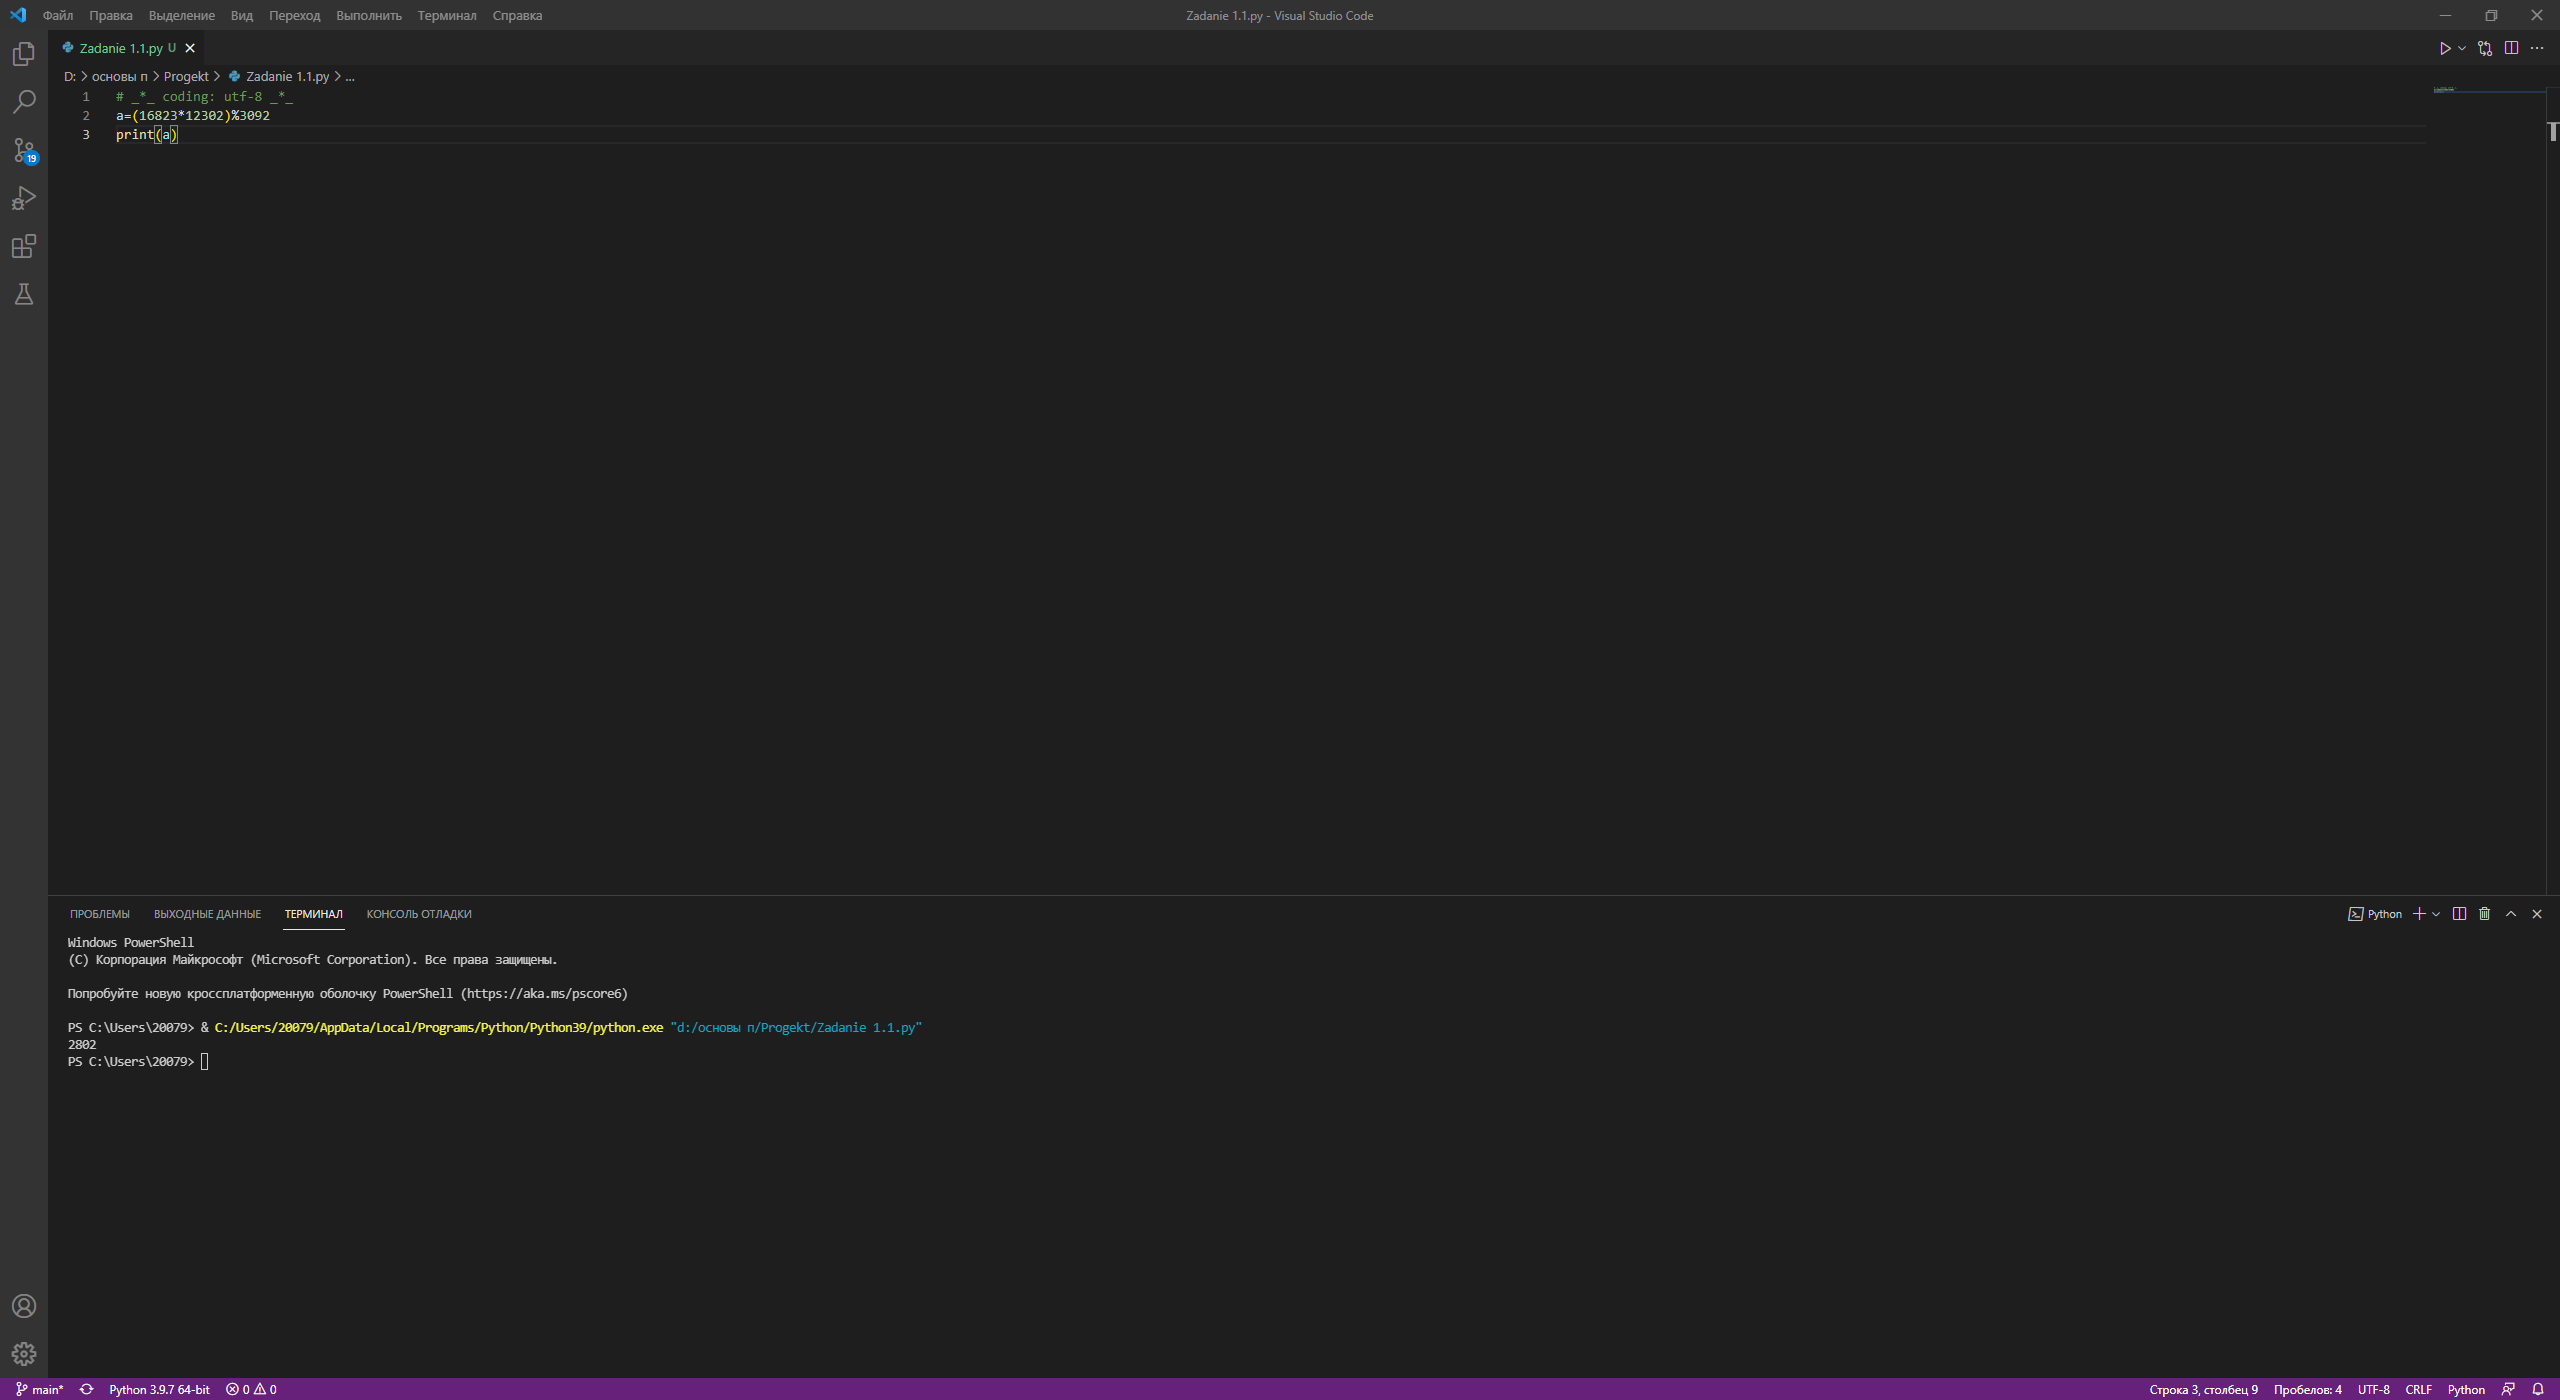 Файл Правка Выделение Вид Переход Выполнить Терминал Справка
Zadanie 1.1.py - Visual Studio Code
Zadanie 1.1.py U
D: > основы п > Progekt > Zadanie 1.1.py > ...
1 # _*_ coding: utf-8 _*_
2 a=(16823*12302)%3092
3 print(a)
19
ПРОБЛЕМЫ ВЫХОДНЫЕ ДАННЫЕ ТЕРМИНАЛ КОНСОЛЬ ОТЛАДКИ
Python
Windows PowerShell
(C) Корпорация Майкрософт (Microsoft Corporation). Все права защищены.
Попробуйте новую кроссплатформенную оболочку PowerShell (https://aka.ms/pscore6)
PS C:\Users\20079> & C:/Users/20079/AppData/Local/Programs/Python/Python39/python.exe "d:/основы п/Progekt/Zadanie 1.1.py"
2802
PS C:\Users\20079>
main* Python 3.9.7 64-bit 0 0
Строка 3, столбец 9 Пробелов: 4 UTF-8 CRLF Python